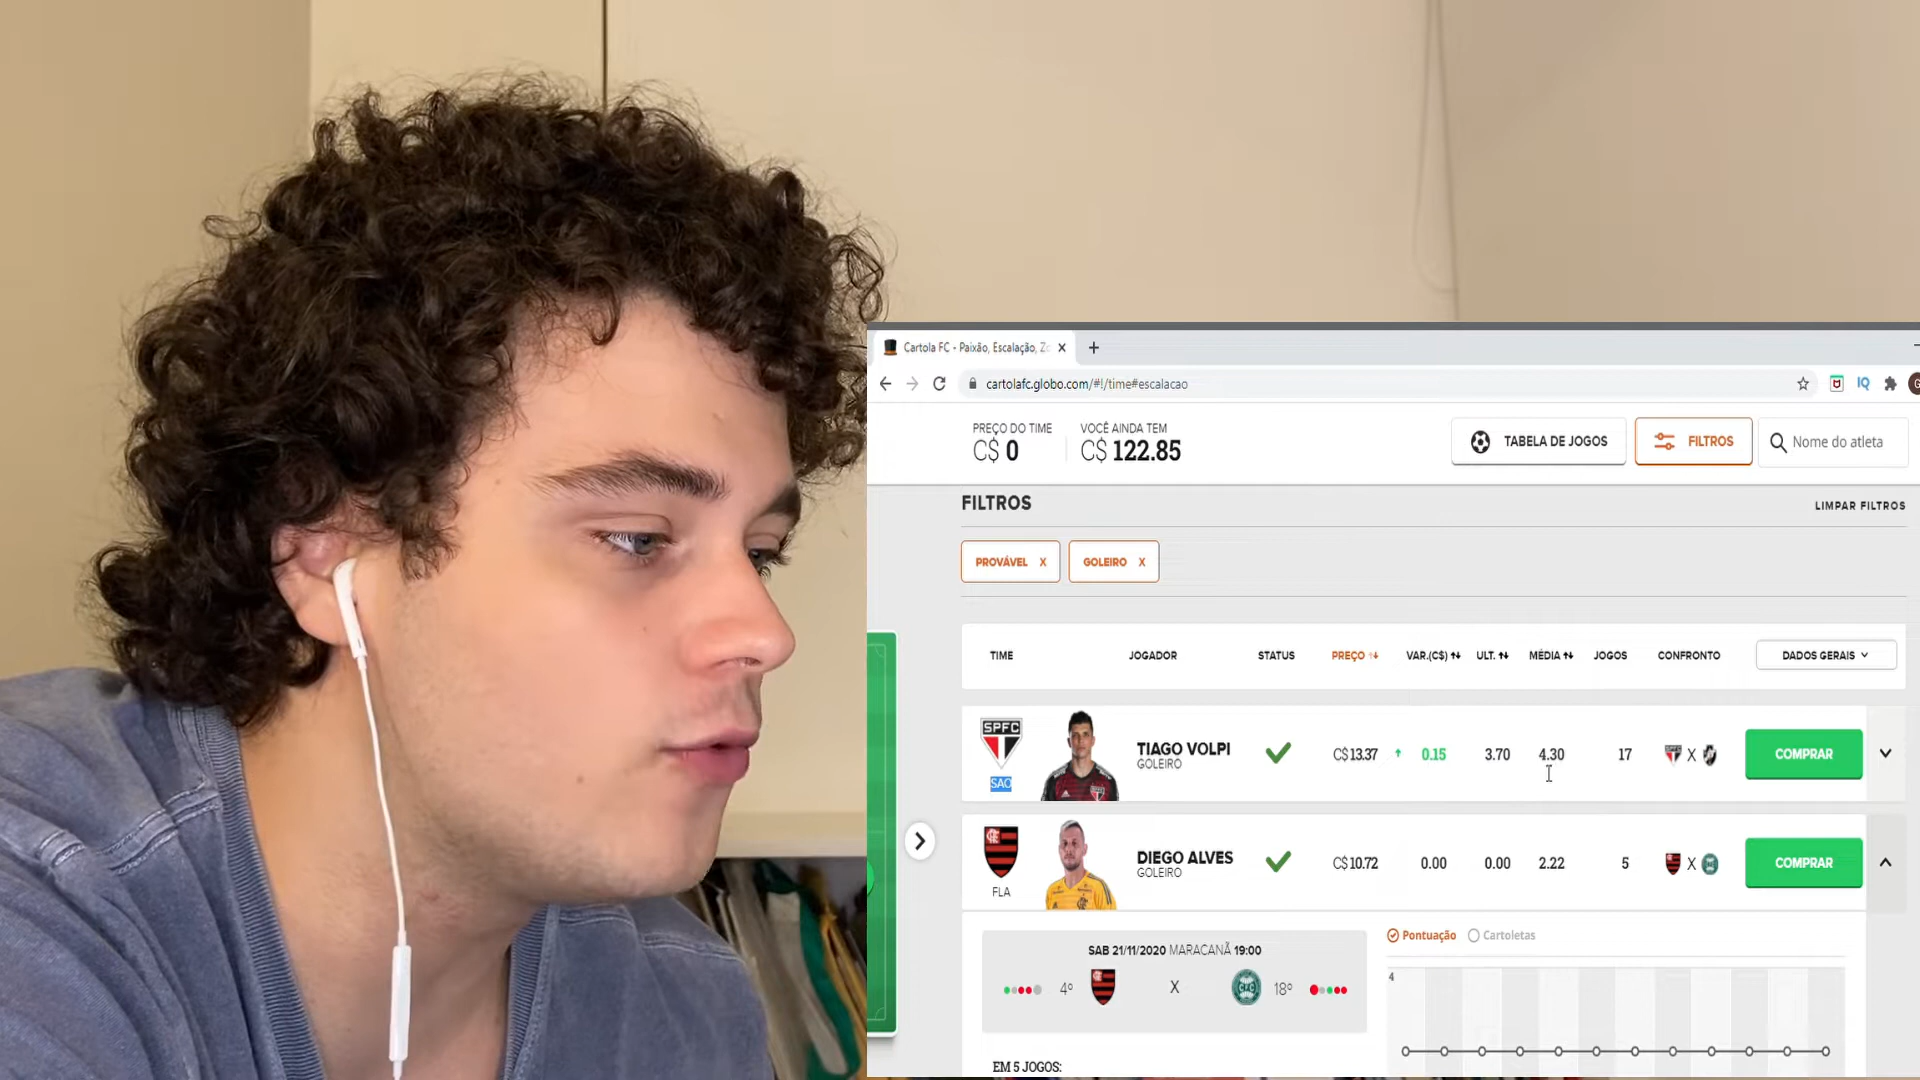 Cartola FC - Paixão, Escalação, Z
cartolafc.globo.com/#!/time#escalacao
IQ
G
PREÇO DO TIME
C$ 0
VOCÊ AINDA TEM
C$ 122.85
TABELA DE JOGOS
FILTROS
Nome do atleta
FILTROS
LIMPAR FILTROS
PROVÁVEL X
GOLEIRO X
TIME JOGADOR STATUS PREÇO VAR.(C$) ULT. MÉDIA JOGOS CONFRONTO DADOS GERAIS
SPFC
SAO
TIAGO VOLPI
GOLEIRO
C$ 13.37 0.15 3.70 4.30 17 X COMPRAR
FLA
DIEGO ALVES
GOLEIRO
C$ 10.72 0.00 0.00 2.22 5 X COMPRAR
SAB 21/11/2020 MARACANÃ 19:00
4º X 18º
EM 5 JOGOS:
Pontuação Cartoletas
4